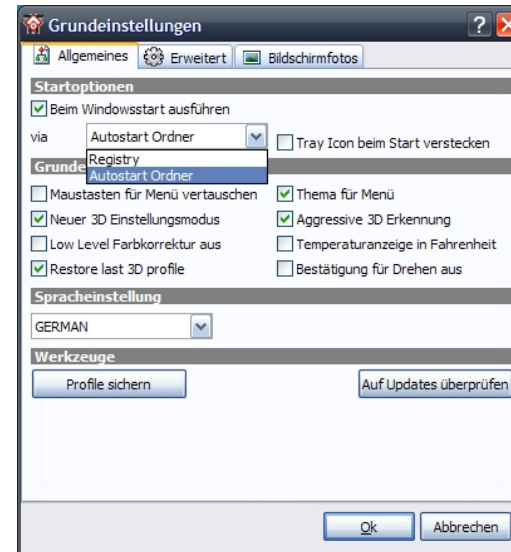 Grundeinstellungen
Allgemeines Erweitert Bildschirmfotos
Startoptionen
Beim Windowsstart ausführen
via Autostart Ordner Tray Icon beim Start verstecken
Registry
Autostart Ordner
Grunde
Maustasten für Menü vertauschen Thema für Menü
Neuer 3D Einstellungsmodus Aggressive 3D Erkennung
Low Level Farbkorrektur aus Temperaturanzeige in Fahrenheit
Restore last 3D profile Bestätigung für Drehen aus
Spracheinstellung
GERMAN
Werkzeuge
Profile sichern Auf Updates überprüfen
Ok Abbrechen